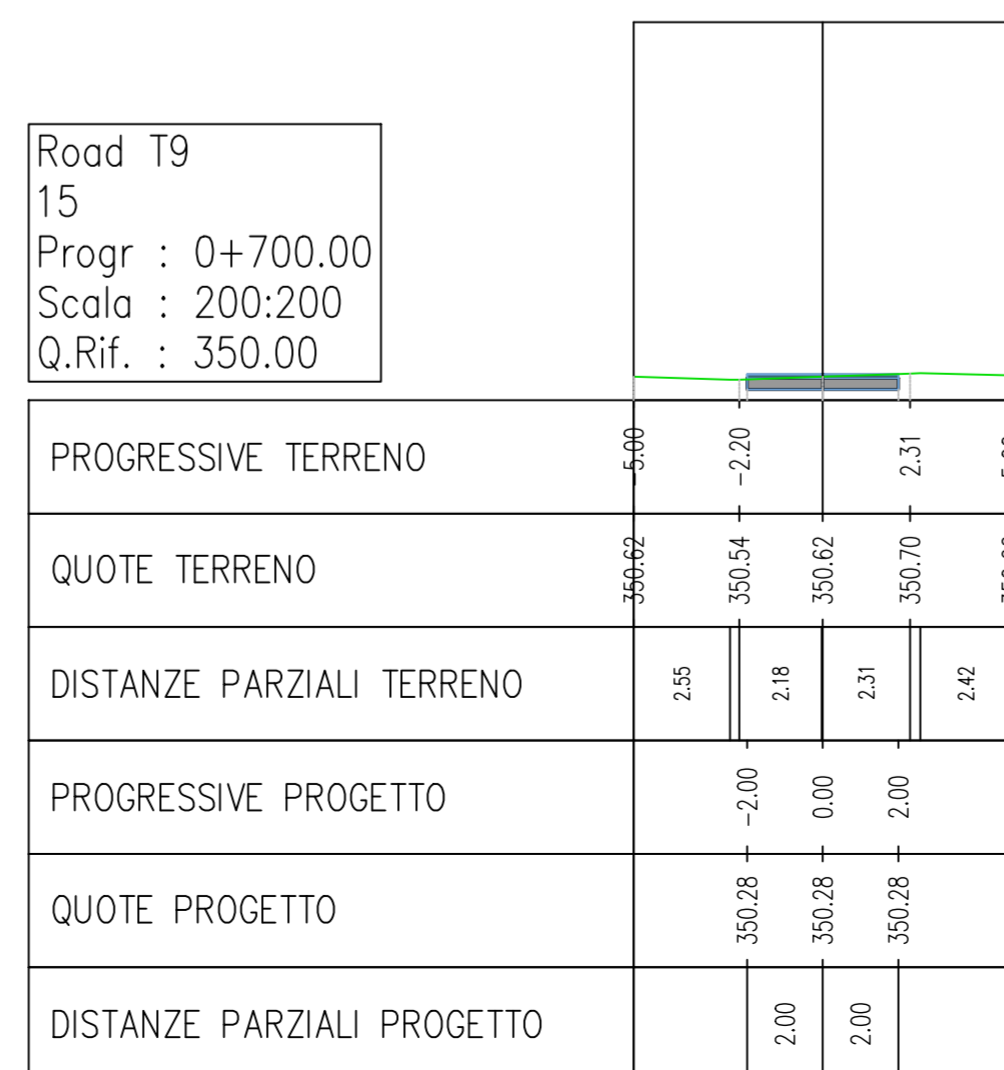 Road T9
15
Progr : 0+700.00
Scala : 200:200
Q.Rif. : 350.00
PROGRESSIVE TERRENO -5.00 -2.20 2.31
QUOTE TERRENO 350.62 350.54 350.62 350.70
DISTANZE PARZIALI TERRENO 2.55 2.18 2.31 2.42
PROGRESSIVE PROGETTO -2.00 0.00 2.00
QUOTE PROGETTO 350.28 350.28 350.28
DISTANZE PARZIALI PROGETTO 2.00 2.00